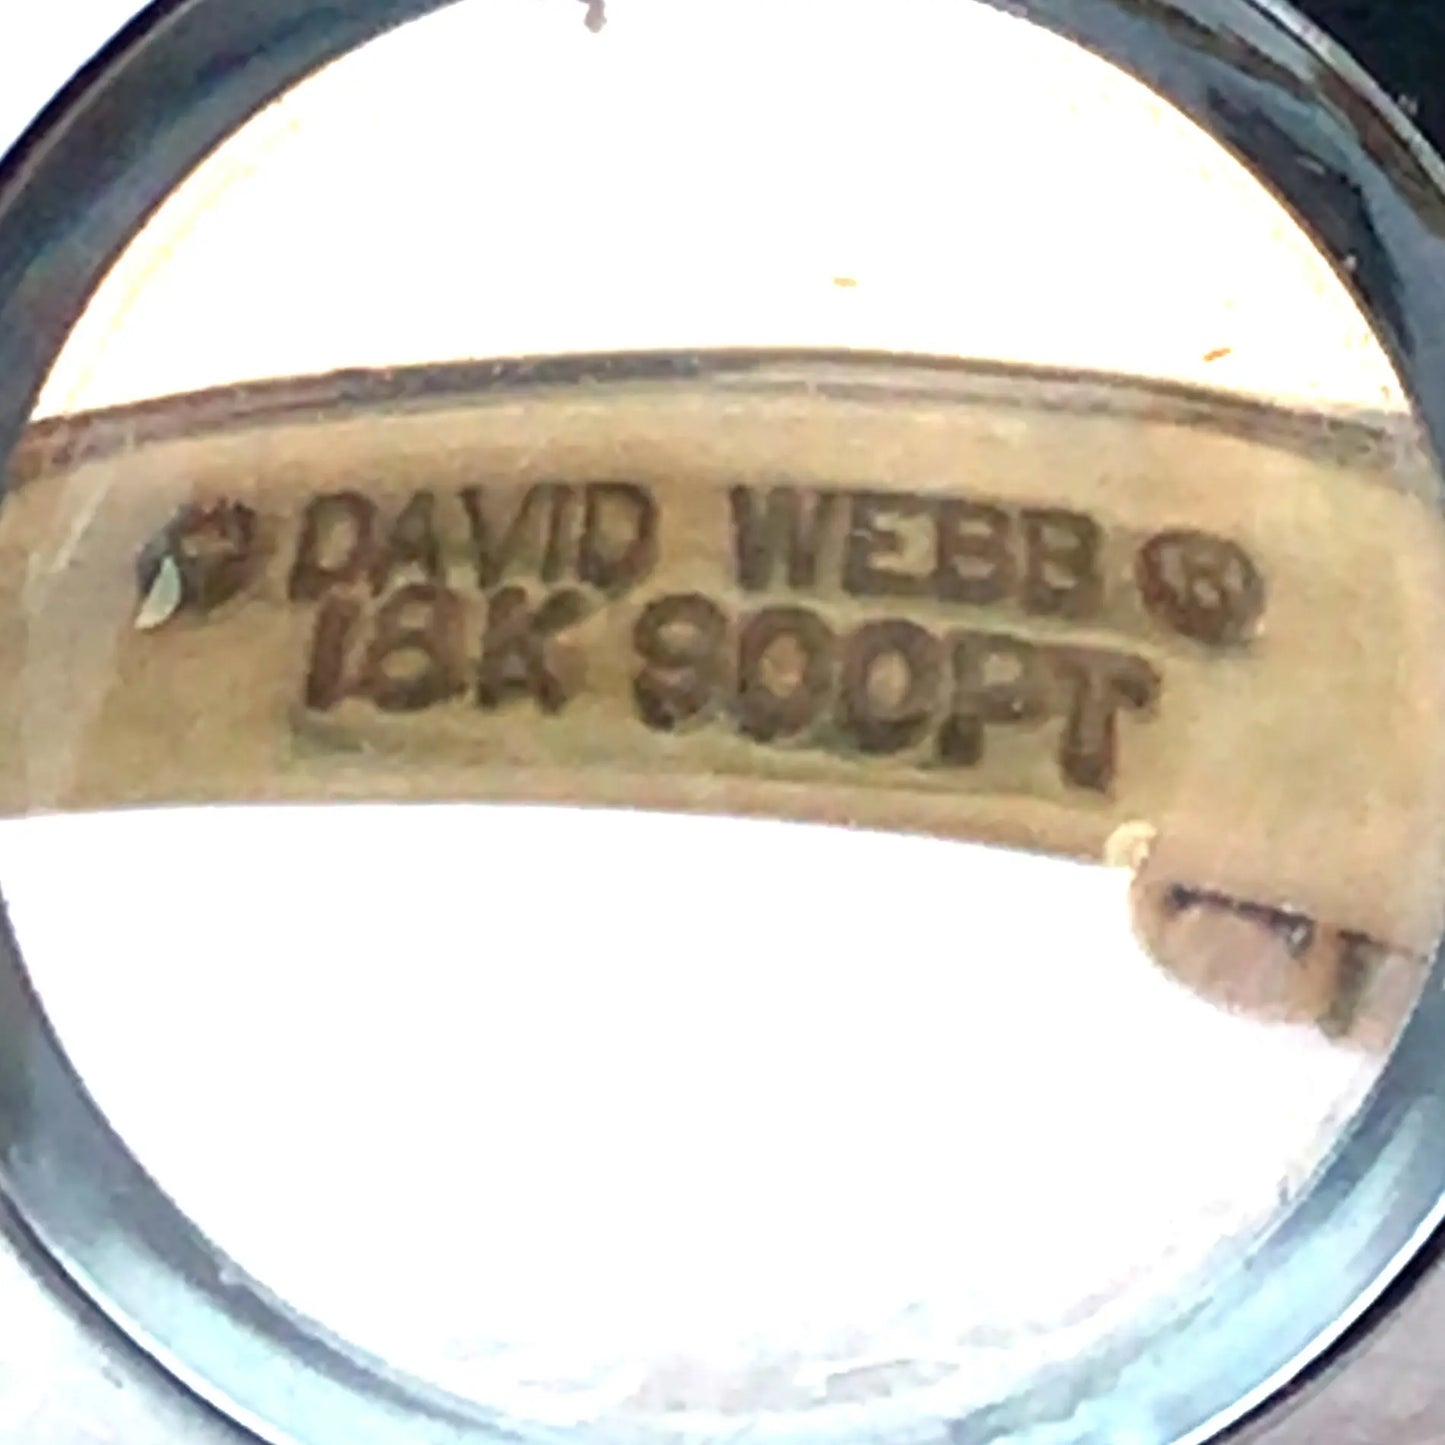 © DAVID WEBB ®
18K 900PT